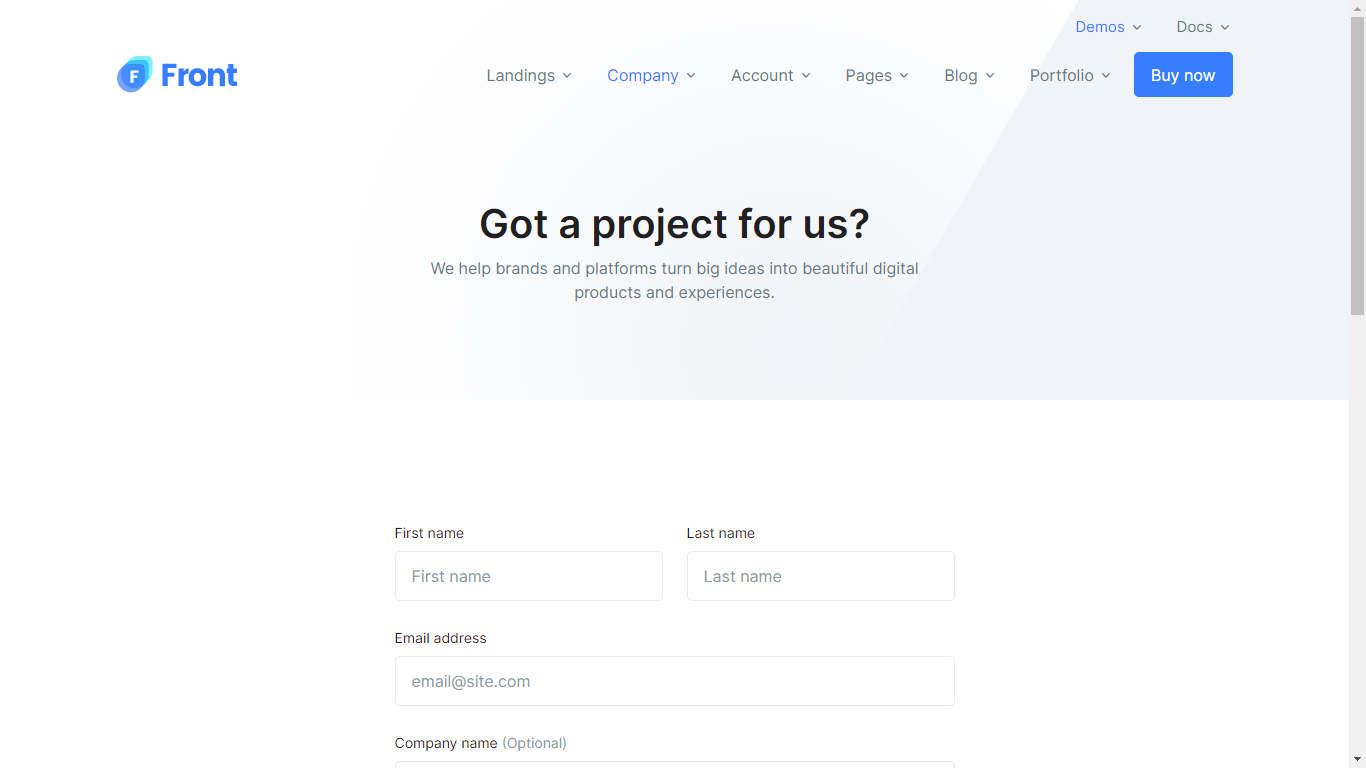 Demos Docs
F Front Landings Company Account Pages Blog Portfolio Buy now
Got a project for us?
We help brands and platforms turn big ideas into beautiful digital
products and experiences.
First name Last name
First name Last name
Email address
email@site.com
Company name (Optional)